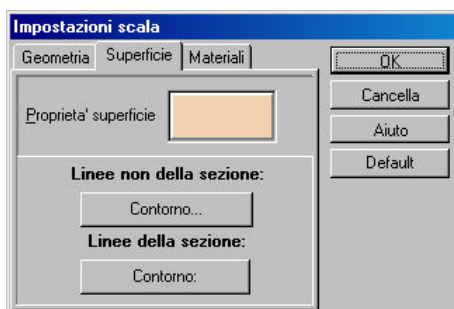 Impostazioni scala
Geometria Superficie Materiali
OK
Cancella
Aiuto
Default
Proprieta' superficie
Linee non della sezione:
Contorno...
Linee della sezione:
Contorno: